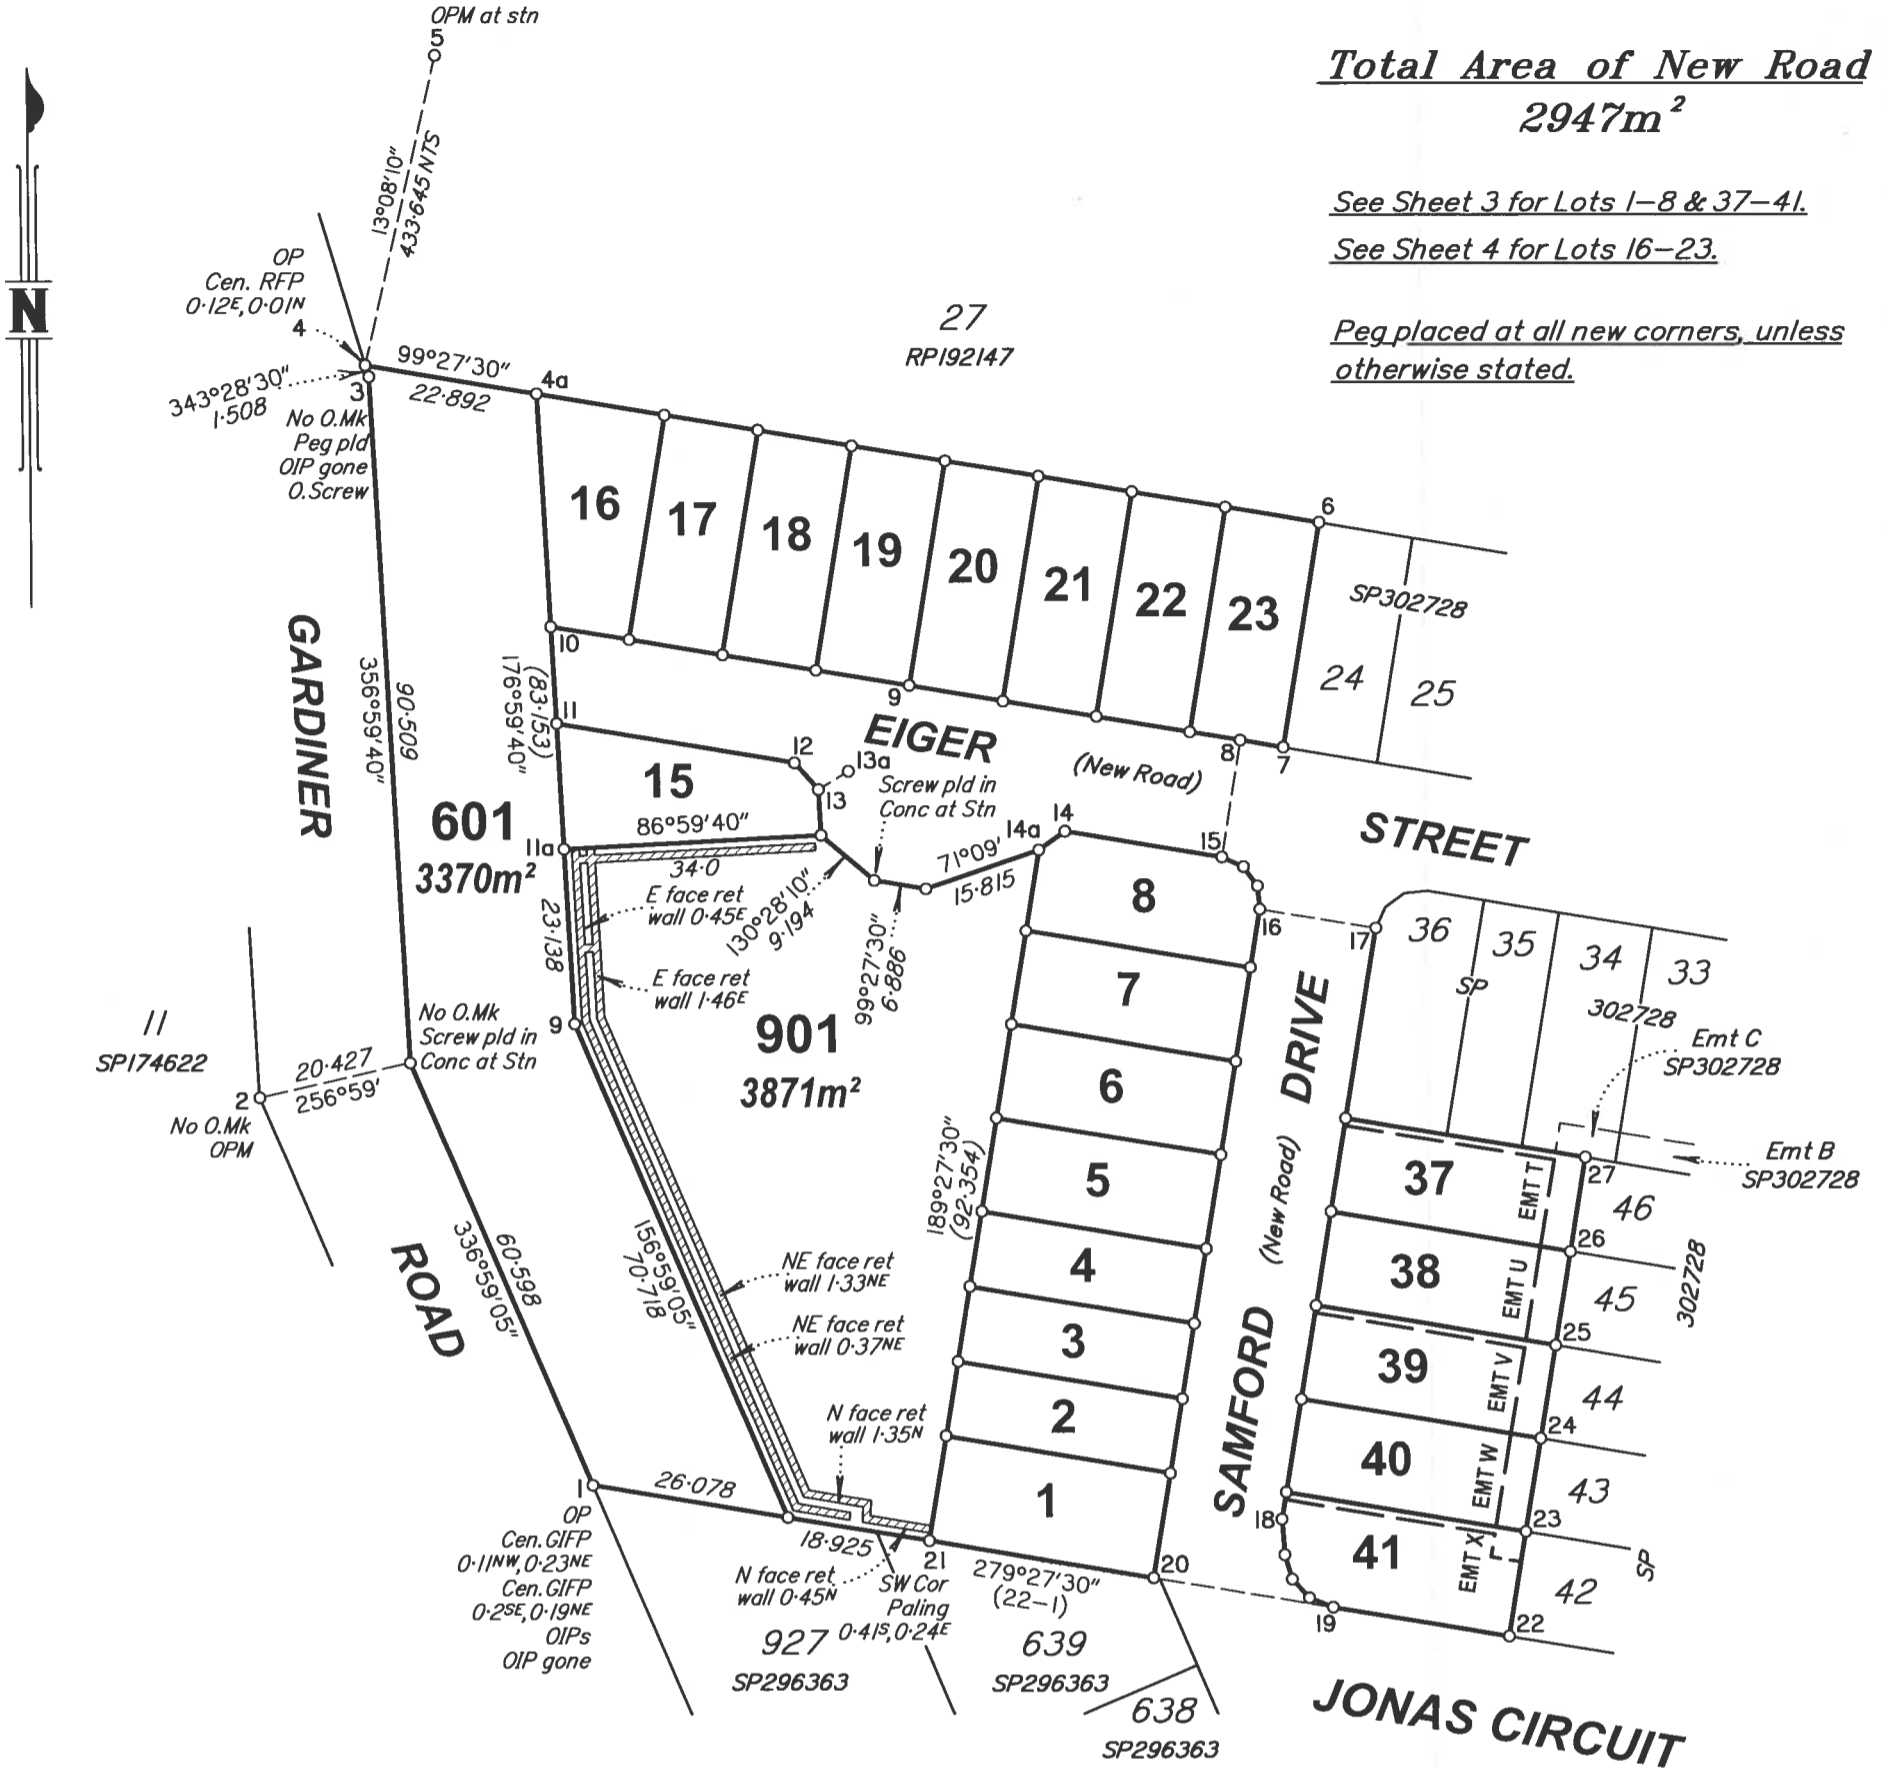 OPM at stn
5
Total Area of New Road
2947m²
13°08'10"
433·645 NTS
See Sheet 3 for Lots 1–8 & 37–41.
See Sheet 4 for Lots 16–23.
Peg placed at all new corners, unless
otherwise stated.
N
OP
Cen. RFP
0·12E, 0·01N
4
27
RP192147
99°27'30"
22·892
4a
343°28'30"
1·508
3
No O.Mk
Peg pld
OIP gone
O.Screw
16
17
18
19
20
21
22
23
6
SP302728
24
25
10
9
8
7
GARDINER
356°59'40"
90·509
176°59'40"
(83·153)
11
12
13a
13
EIGER
(New Road)
STREET
Screw pld in
Conc at Stn
15
86°59'40"
34·0
601
3370m²
11a
14a
14
15
71°09'
15·815
E face ret
wall 0·45E
130°28'10"
9·194
99°27'30"
6·886
23·138
E face ret
wall 1·46E
8
16
17
36
35
34
33
SP
302728
7
DRIVE
901
3871m²
9
No O.Mk
Screw pld in
Conc at Stn
11
SP174622
20·427
256°59'
2
No O.Mk
OPM
6
Emt C
SP302728
Emt B
SP302728
189°27'30"
(92·354)
5
(New Road)
37
EMT T
27
46
26
ROAD
60·598
336°59'05"
156°59'05"
70·718
NE face ret
wall 1·33NE
NE face ret
wall 0·37NE
4
38
EMT U
45
302728
25
3
SAMFORD
39
EMT V
44
24
N face ret
wall 1·35N
2
40
EMT W
43
23
1
26·078
OP
Cen.GIFP
0·11NW, 0·23NE
Cen.GIFP
0·2SE, 0·19NE
OIPs
OIP gone
1
18
41
EMT X
42
SP
18·925
21
279°27'30"
(22–1)
20
19
22
N face ret
wall 0·45N
SW Cor
Paling
0·41S, 0·24E
927
SP296363
639
SP296363
638
SP296363
JONAS CIRCUIT